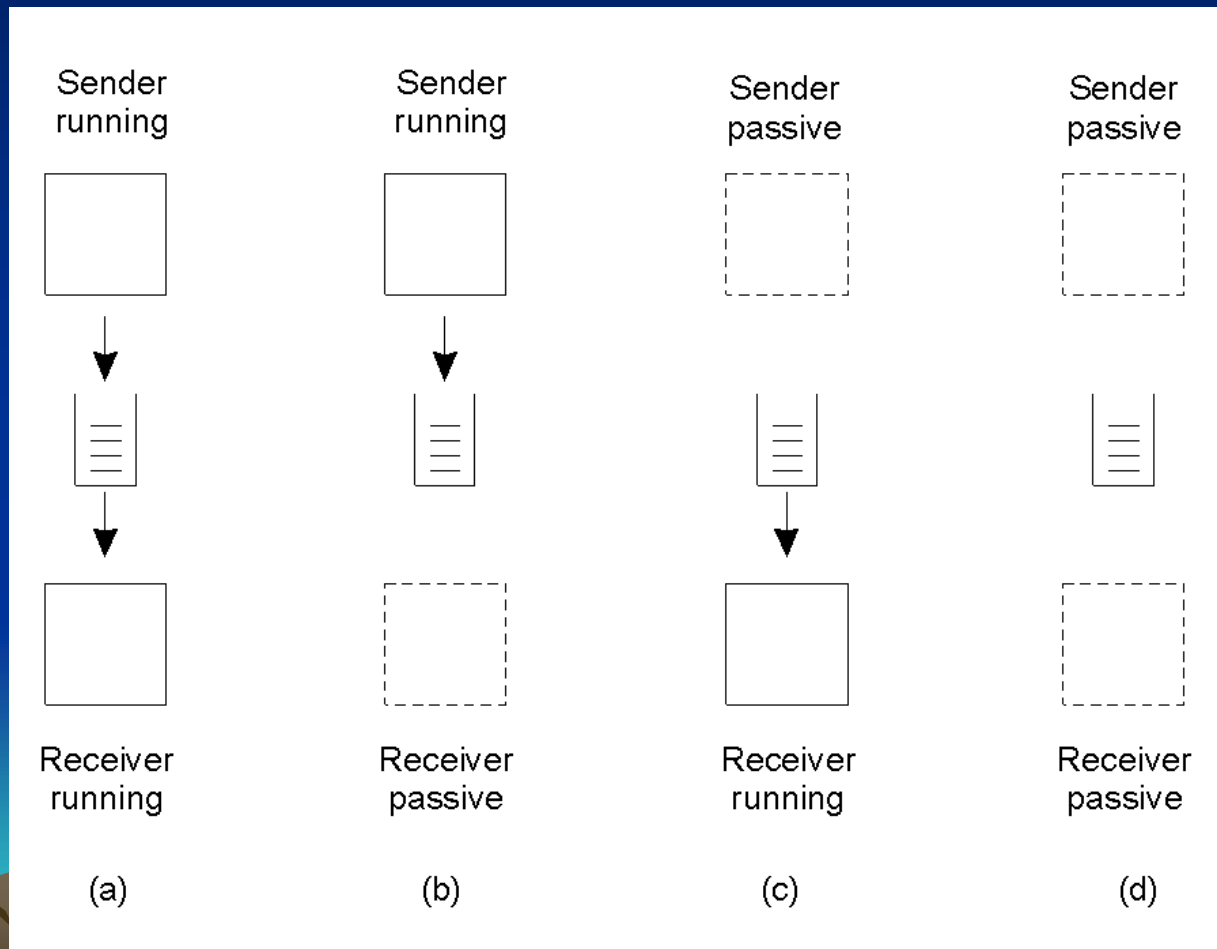 Sender
running
Sender
running
Sender
passive
Sender
passive
Receiver
running
Receiver
passive
Receiver
running
Receiver
passive
(a)
(b)
(c)
(d)